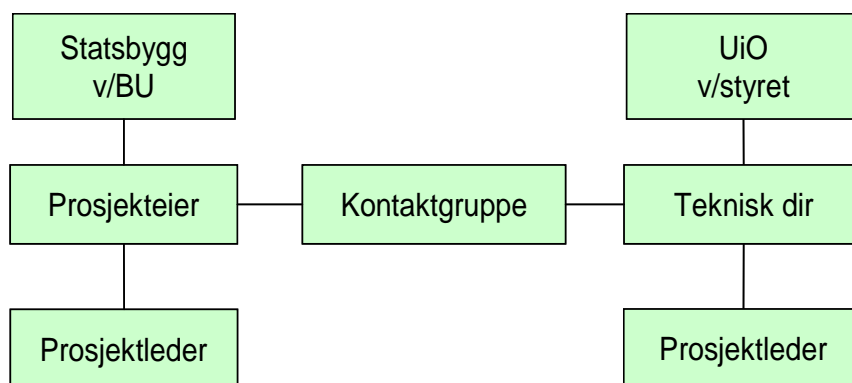 Statsbygg
v/BU
UiO
v/styret
Prosjekteier
Kontaktgruppe
Teknisk dir
Prosjektleder
Prosjektleder